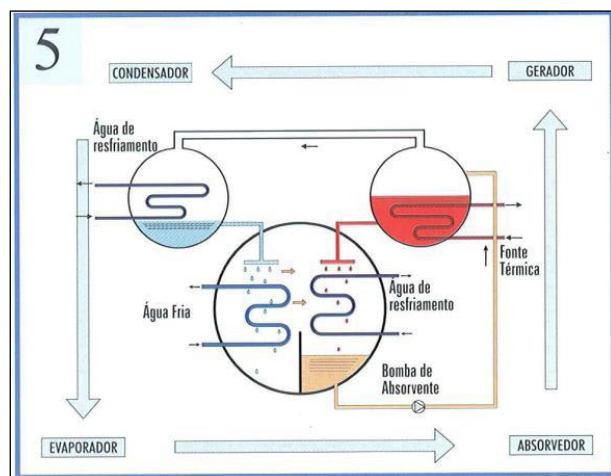 5
CONDENSADOR
GERADOR
Água de
resfriamento
Fonte
Térmica
Água Fria
Água de
resfriamento
Bomba de
Absorvente
EVAPORADOR
ABSORVEDOR